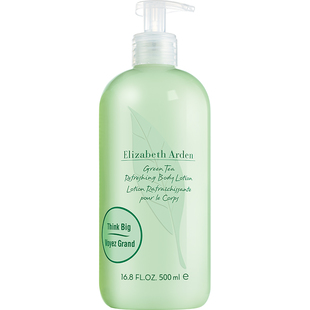 Elizabeth Arden
Green Tea
Refreshing Body Lotion
Lotion Rafraîchissante
pour le Corps
Think Big
Voyez Grand
16.8 FL.OZ. 500 ml e